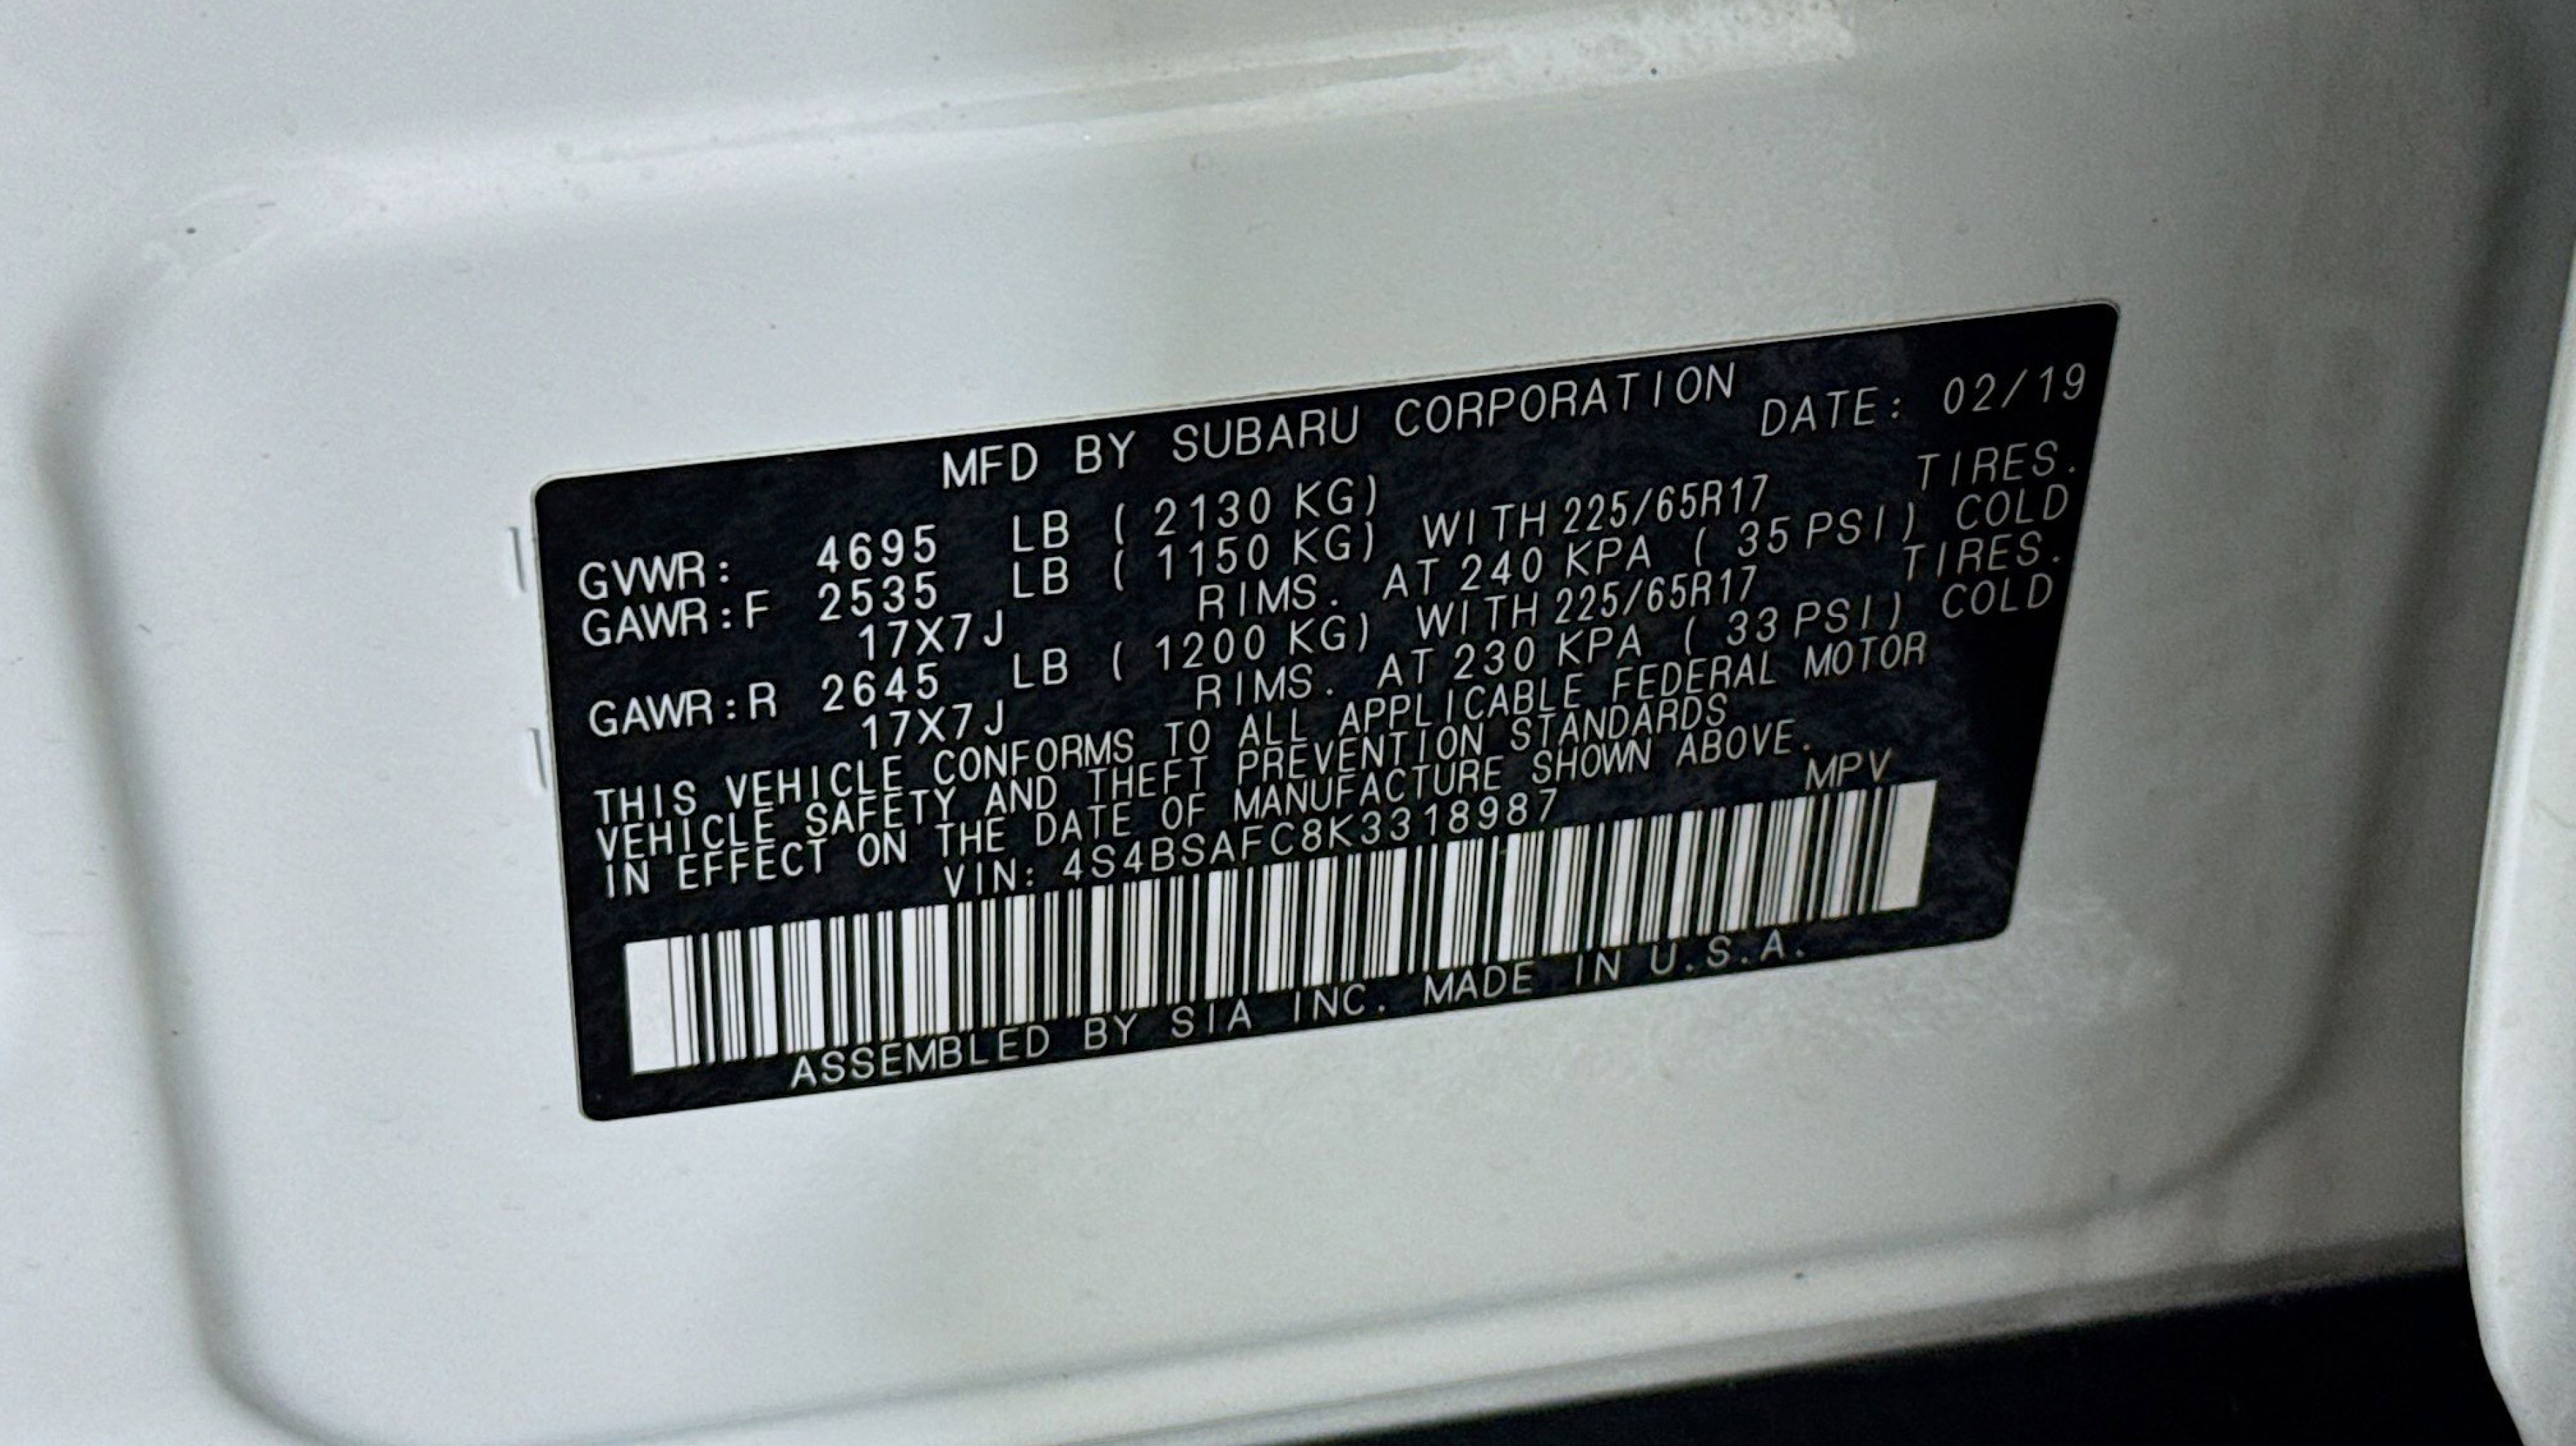 MFD BY SUBARU CORPORATION
DATE: 02/19
GVWR: 4695 LB ( 2130 KG)
GAWR:F 2535 LB ( 1150 KG) WITH 225/65R17 TIRES.
17X7J RIMS. AT 240 KPA ( 35 PSI) COLD
GAWR:R 2645 LB ( 1200 KG) WITH 225/65R17 TIRES.
17X7J RIMS. AT 230 KPA ( 33 PSI) COLD
THIS VEHICLE CONFORMS TO ALL APPLICABLE FEDERAL MOTOR
VEHICLE SAFETY AND THEFT PREVENTION STANDARDS
IN EFFECT ON THE DATE OF MANUFACTURE SHOWN ABOVE.
VIN: 4S4BSAFC8K3318987 MPV
ASSEMBLED BY SIA INC. MADE IN U.S.A.